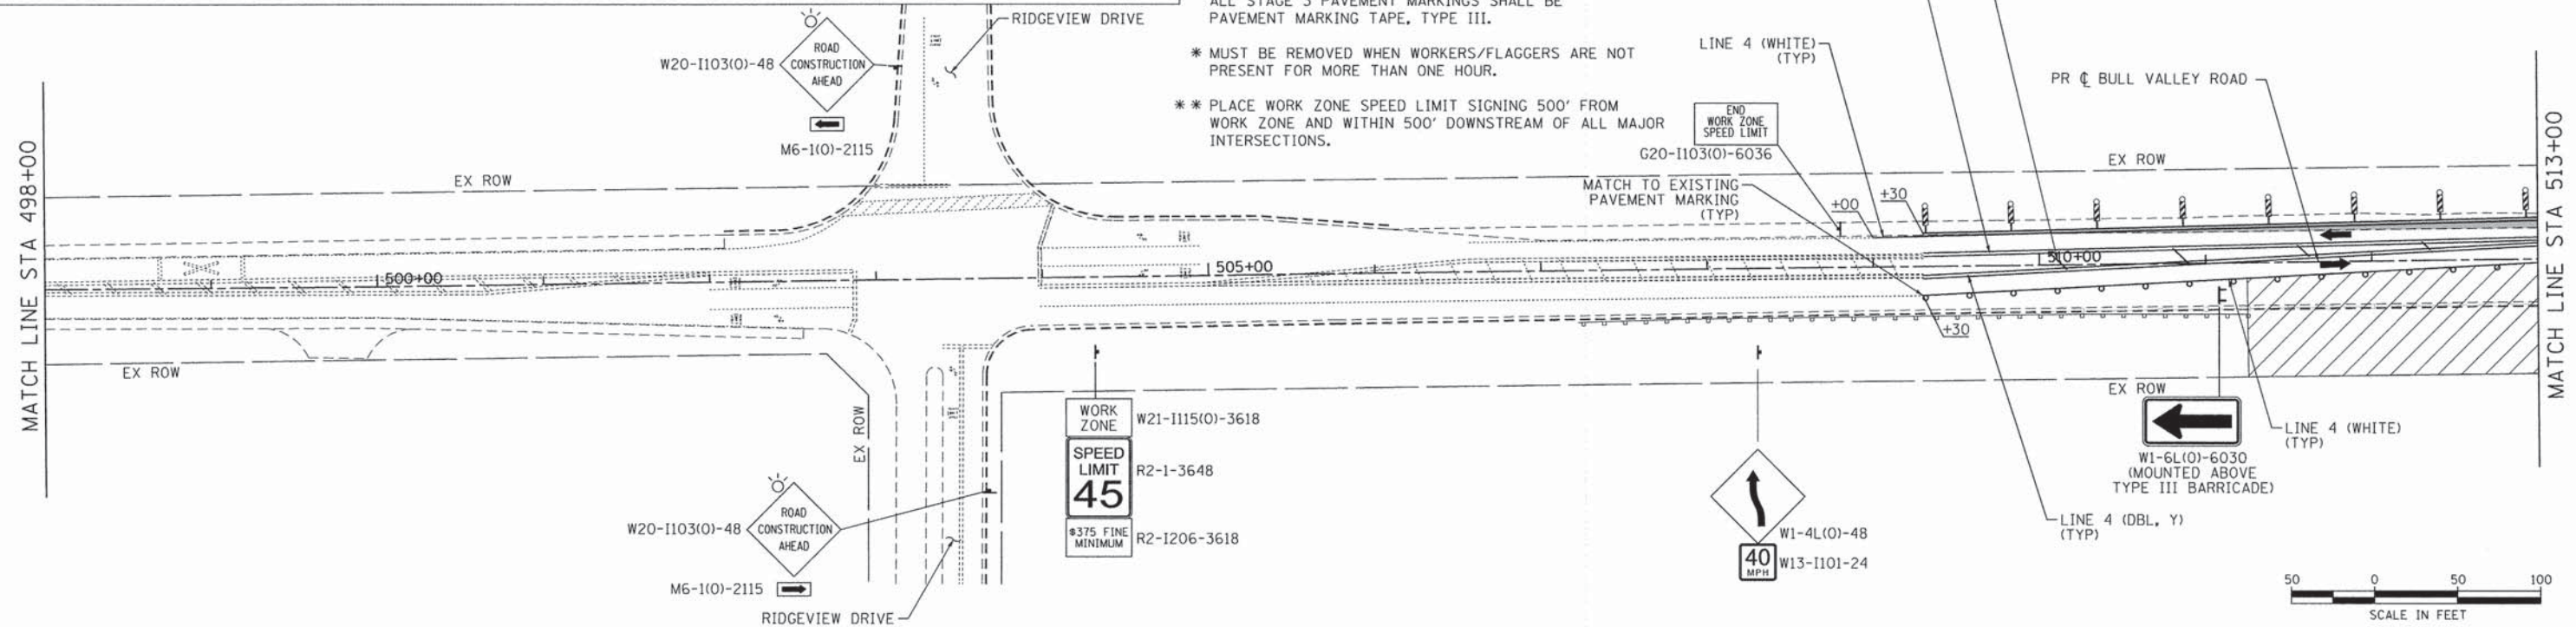 RIDGEVIEW DRIVE
ALL STAGE 3 PAVEMENT MARKINGS SHALL BE
PAVEMENT MARKING TAPE, TYPE III.
* MUST BE REMOVED WHEN WORKERS/FLAGGERS ARE NOT
PRESENT FOR MORE THAN ONE HOUR.
** PLACE WORK ZONE SPEED LIMIT SIGNING 500' FROM
WORK ZONE AND WITHIN 500' DOWNSTREAM OF ALL MAJOR
INTERSECTIONS.
W20-I103(O)-48
ROAD
CONSTRUCTION
AHEAD
M6-1(O)-2115
LINE 4 (WHITE)
(TYP)
PR ℄ BULL VALLEY ROAD
END
WORK ZONE
SPEED LIMIT
G20-I103(O)-6036
MATCH TO EXISTING
PAVEMENT MARKING
(TYP)
+00
+30
EX ROW
EX ROW
MATCH LINE STA 498+00
MATCH LINE STA 513+00
500+00
505+00
510+00
+30
EX ROW
EX ROW
EX ROW
WORK
ZONE
W21-I115(O)-3618
SPEED
LIMIT
45
R2-1-3648
$375 FINE
MINIMUM
R2-I206-3618
W20-I103(O)-48
ROAD
CONSTRUCTION
AHEAD
M6-1(O)-2115
RIDGEVIEW DRIVE
W1-4L(O)-48
40
MPH
W13-I101-24
W1-6L(O)-6030
(MOUNTED ABOVE
TYPE III BARRICADE)
LINE 4 (WHITE)
(TYP)
LINE 4 (DBL, Y)
(TYP)
50 0 50 100
SCALE IN FEET